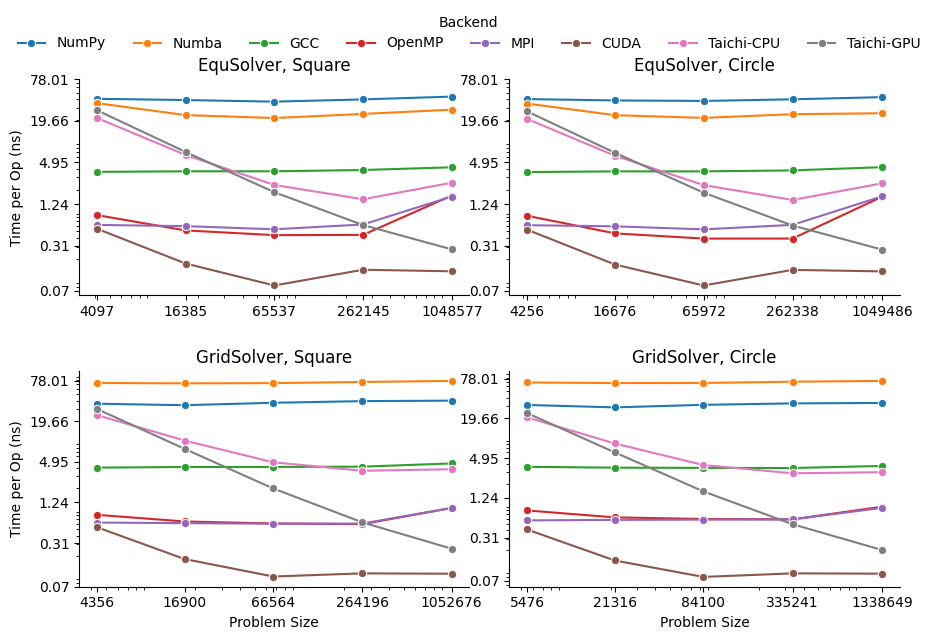 Backend
NumPy Numba GCC OpenMP MPI CUDA Taichi-CPU Taichi-GPU
EquSolver, Square EquSolver, Circle
78.01 78.01
19.66 19.66
4.95 4.95
1.24 1.24
0.31 0.31
0.07 0.07
Time per Op (ns)
4097 16385 65537 262145 1048577 4256 16676 65972 262338 1049486
GridSolver, Square GridSolver, Circle
78.01 78.01
19.66 19.66
4.95 4.95
1.24 1.24
0.31 0.31
0.07 0.07
Time per Op (ns)
4356 16900 66564 264196 1052676 5476 21316 84100 335241 1338649
Problem Size Problem Size